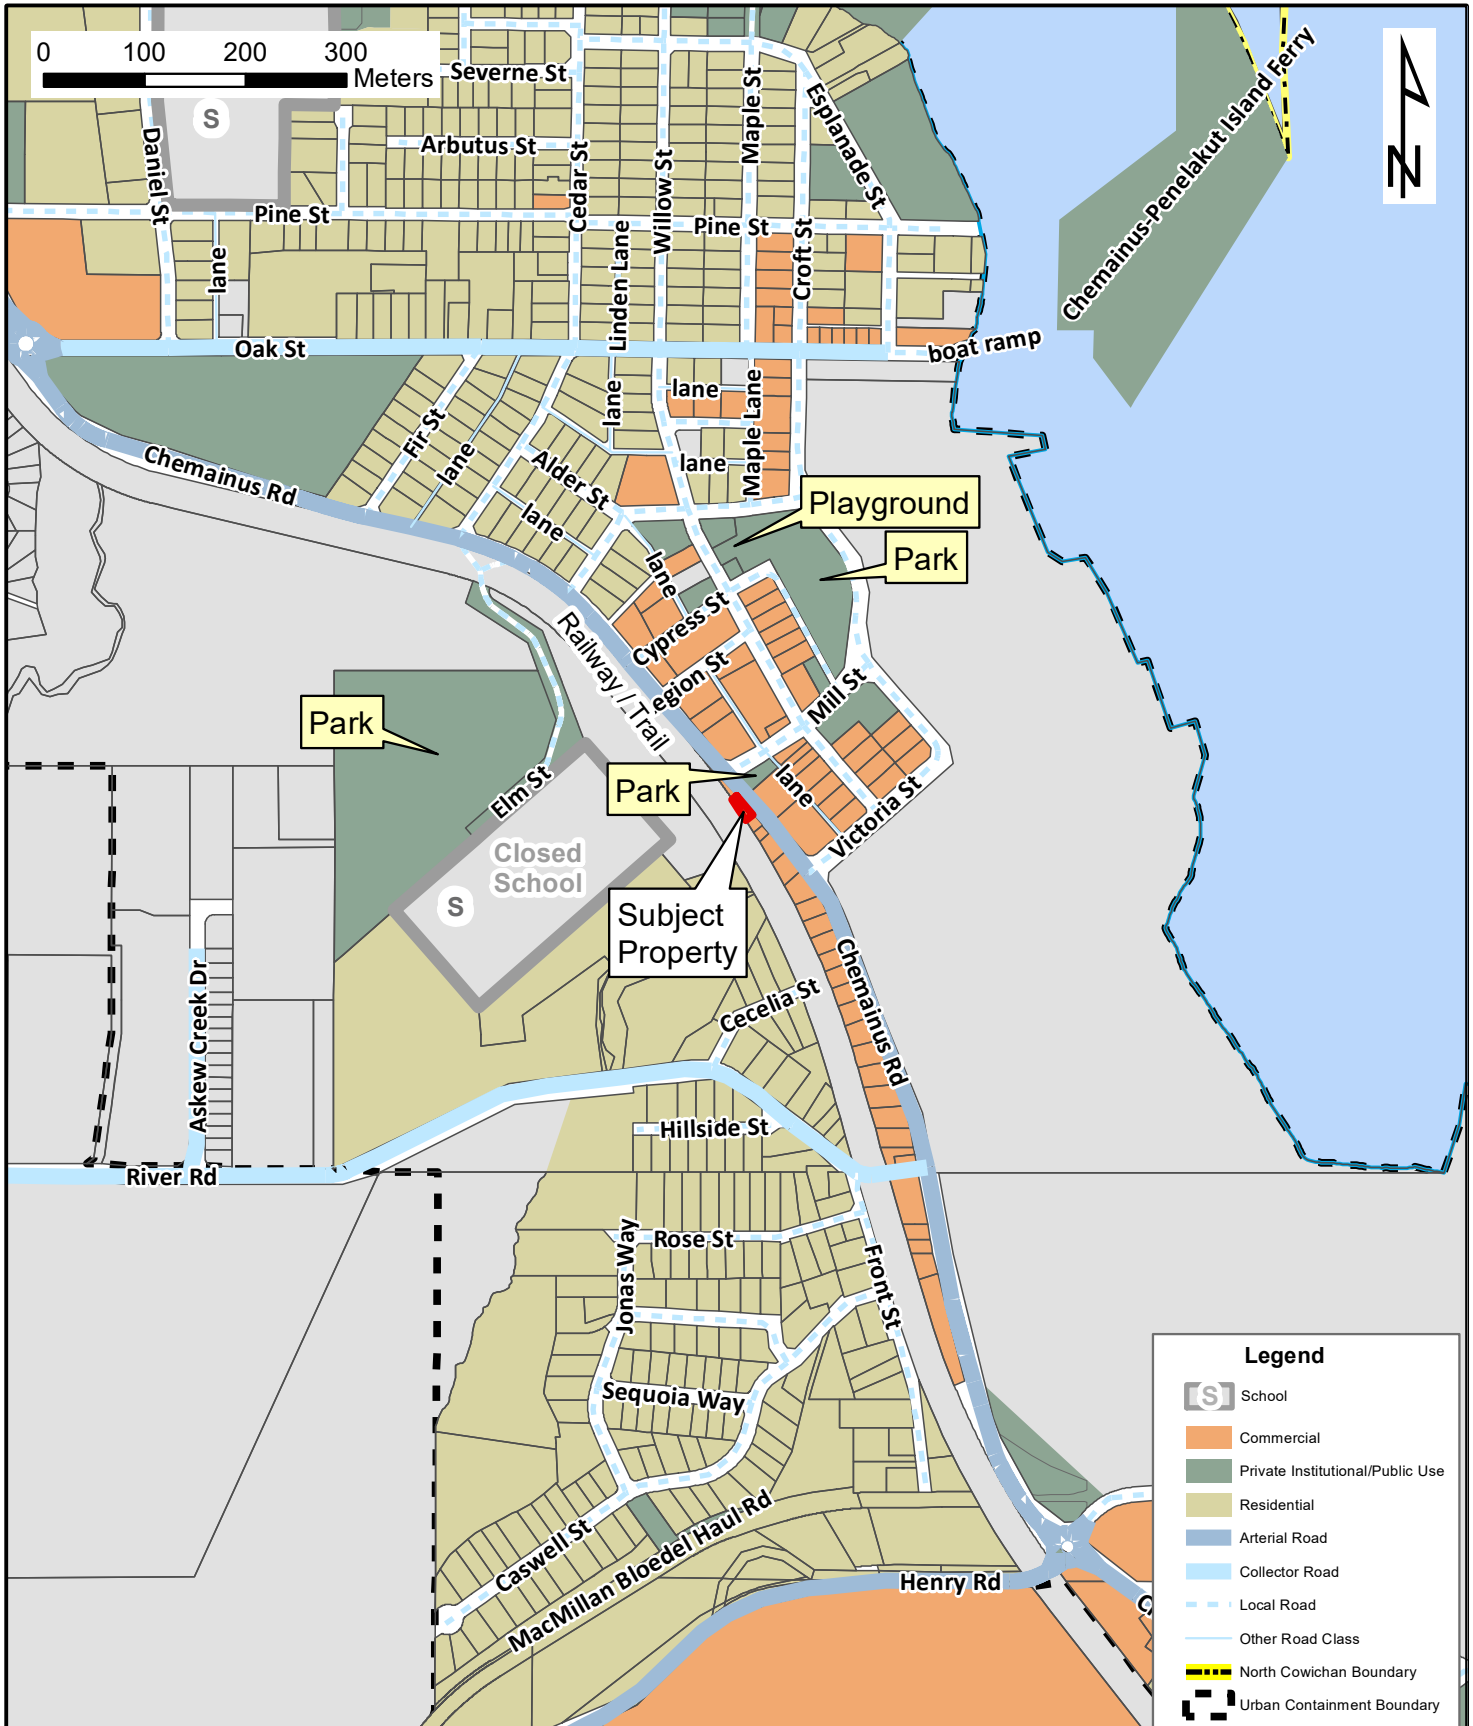 0 100 200 300
Meters
Severne St
S
Arbutus St
Daniel St
Pine St
lane
Cedar St
Linden Lane
Willow St
Maple St
Pine St
Croft St
Esplanade St
Chemainus-Penelakut Island Ferry
N
Oak St
boat ramp
lane
lane
Maple Lane
Fir St
lane
Alder St
lane
lane
Chemainus Rd
Playground
Park
lane
Cypress St
egion St
Mill St
Railway / Trail
Park
Elm St
Park
lane
Victoria St
Closed
School
S
Subject
Property
Chemainus Rd
Cecelia St
Askew Creek Dr
River Rd
Hillside St
Rose St
Jonas Way
Front St
Sequoia Way
Caswell St
MacMillan Bloedel Haul Rd
Henry Rd
Legend
S School
Commercial
Private Institutional/Public Use
Residential
Arterial Road
Collector Road
Local Road
Other Road Class
North Cowichan Boundary
Urban Containment Boundary